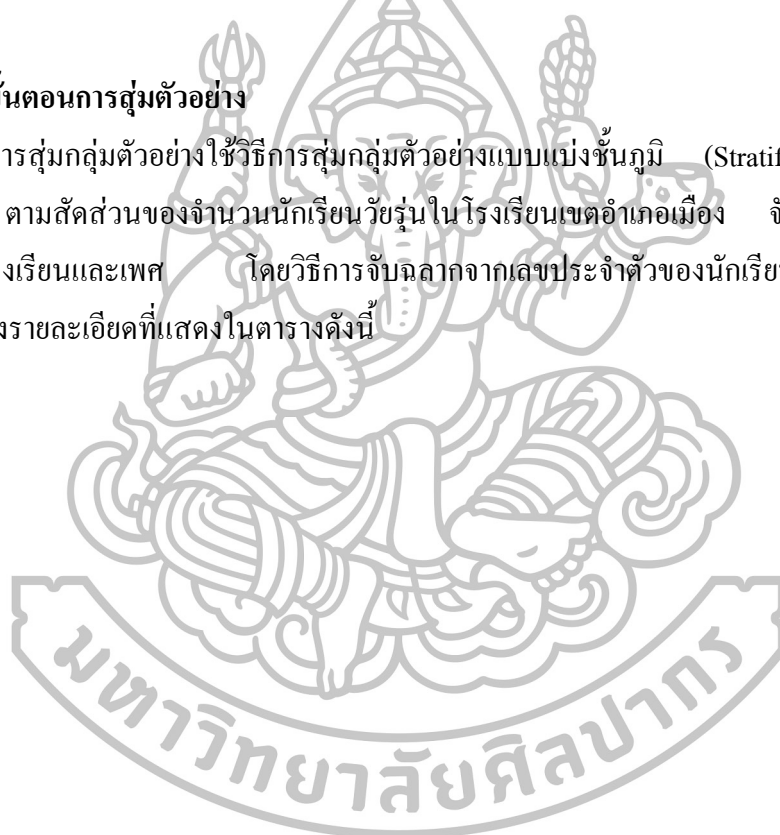 ขั้นตอนการสุ่มตัวอย่าง
การสุ่มกลุ่มตัวอย่างใช้วิธีการสุ่มกลุ่มตัวอย่างแบบแบ่งชั้นภูมิ (Stratif
ตามสัดส่วนของจำนวนนักเรียนวัยรุ่นในโรงเรียนเขตอำเภอเมือง จั
งเรียนและเพศ โดยวิธีการจับฉลากจากเลขประจำตัวของนักเรีย
งรายละเอียดที่แสดงในตารางดังนี้
มหาวิทยาลัยศิลปากร